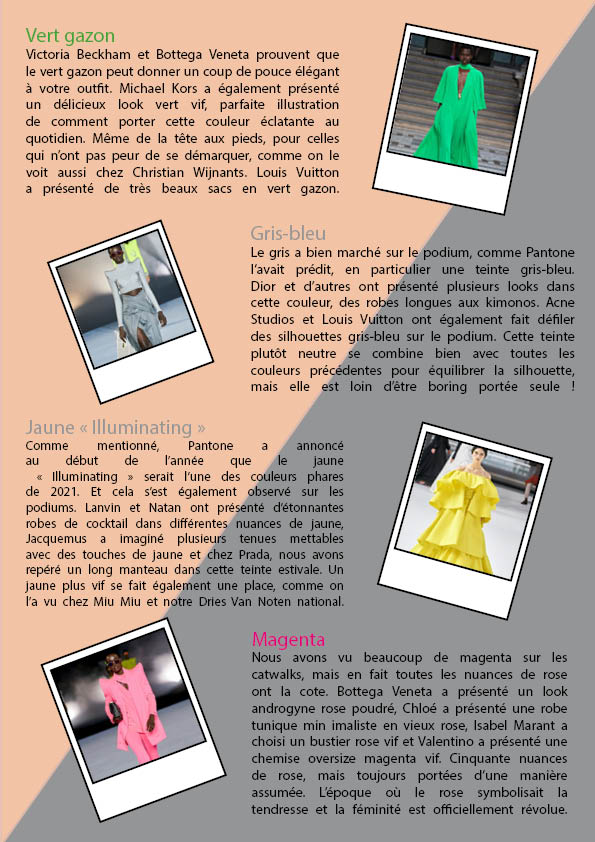 Vert gazon
Victoria Beckham et Bottega Veneta prouvent que
le vert gazon peut donner un coup de pouce élégant
à votre outfit. Michael Kors a également présenté
un délicieux look vert vif, parfaite illustration
de comment porter cette couleur éclatante au
quotidien. Même de la tête aux pieds, pour celles
qui n’ont pas peur de se démarquer, comme on le
voit aussi chez Christian Wijnants. Louis Vuitton
a présenté de très beaux sacs en vert gazon.
Gris-bleu
Le gris a bien marché sur le podium, comme Pantone
l’avait prédit, en particulier une teinte gris-bleu.
Dior et d’autres ont présenté plusieurs looks dans
cette couleur, des robes longues aux kimonos. Acne
Studios et Louis Vuitton ont également fait défiler
des silhouettes gris-bleu sur le podium. Cette teinte
plutôt neutre se combine bien avec toutes les
couleurs précédentes pour équilibrer la silhouette,
mais elle est loin d’être boring portée seule !
Jaune « Illuminating »
Comme mentionné, Pantone a annoncé
au début de l’année que le jaune
« Illuminating » serait l’une des couleurs phares
de 2021. Et cela s’est également observé sur les
podiums. Lanvin et Natan ont présenté d’étonnantes
robes de cocktail dans différentes nuances de jaune,
Jacquemus a imaginé plusieurs tenues mettables
avec des touches de jaune et chez Prada, nous avons
repéré un long manteau dans cette teinte estivale. Un
jaune plus vif se fait également une place, comme on
l’a vu chez Miu Miu et notre Dries Van Noten national.
Magenta
Nous avons vu beaucoup de magenta sur les
catwalks, mais en fait toutes les nuances de rose
ont la cote. Bottega Veneta a présenté un look
androgyne rose poudré, Chloé a présenté une robe
tunique min imaliste en vieux rose, Isabel Marant a
choisi un bustier rose vif et Valentino a présenté une
chemise oversize magenta vif. Cinquante nuances
de rose, mais toujours portées d’une manière
assumée. L’époque où le rose symbolisait la
tendresse et la féminité est officiellement révolue.